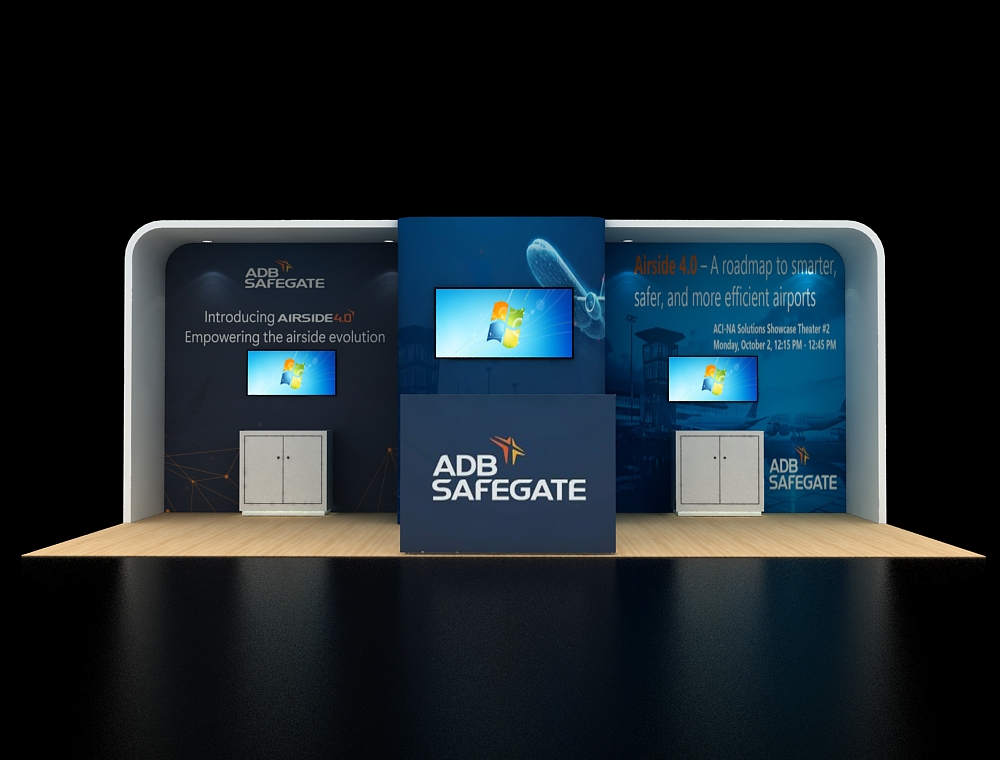 ADB
SAFEGATE
Introducing AIRSIDE4.0
Empowering the airside evolution
ADB
SAFEGATE
Airside 4.0 – A roadmap to smarter,
safer, and more efficient airports
ACI-NA Solutions Showcase Theater #2
Monday, October 2, 12:15 PM - 12:45 PM
ADB
SAFEGATE